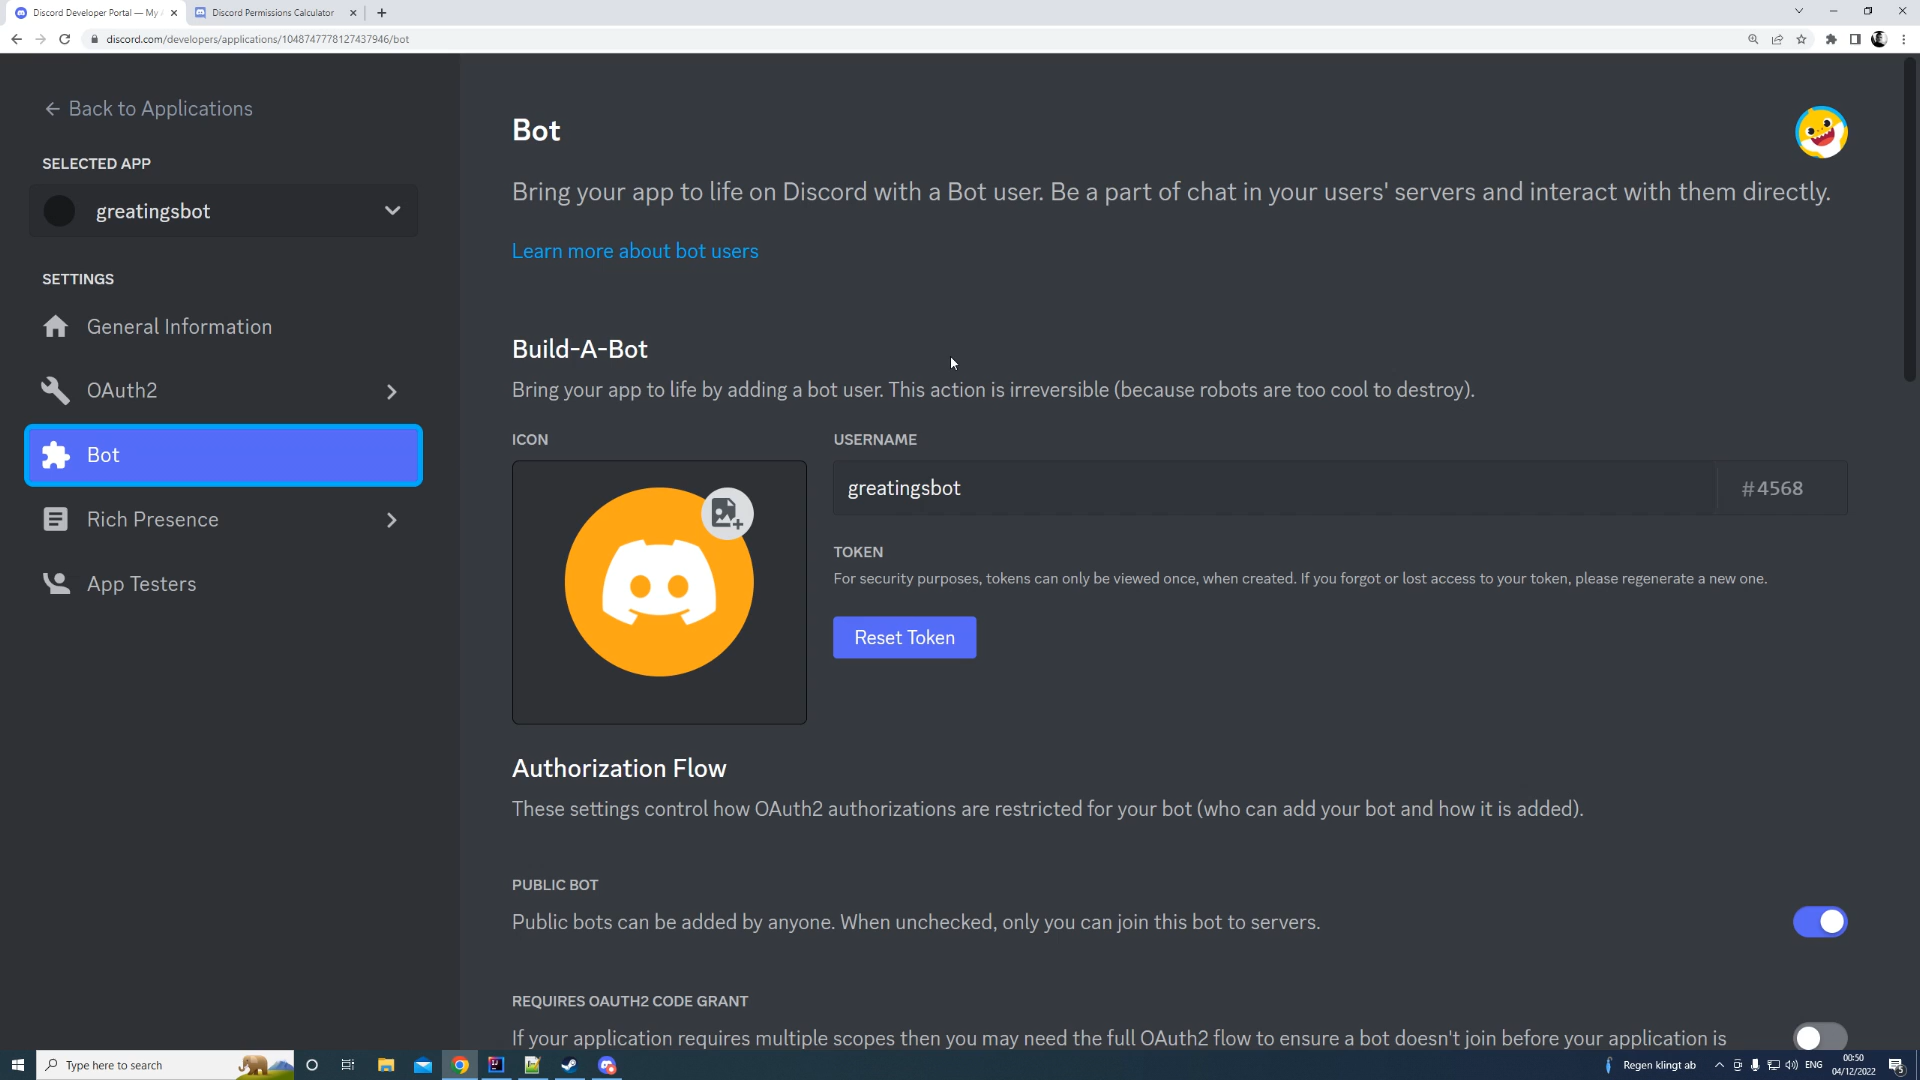 Discord Developer Portal — My A
Discord Permissions Calculator
discord.com/developers/applications/1048747778127437946/bot
← Back to Applications
SELECTED APP
greatingsbot
SETTINGS
General Information
OAuth2
Bot
Rich Presence
App Testers
Bot
Bring your app to life on Discord with a Bot user. Be a part of chat in your users' servers and interact with them directly.
Learn more about bot users
Build-A-Bot
Bring your app to life by adding a bot user. This action is irreversible (because robots are too cool to destroy).
ICON
USERNAME
greatingsbot
#4568
TOKEN
For security purposes, tokens can only be viewed once, when created. If you forgot or lost access to your token, please regenerate a new one.
Reset Token
Authorization Flow
These settings control how OAuth2 authorizations are restricted for your bot (who can add your bot and how it is added).
PUBLIC BOT
Public bots can be added by anyone. When unchecked, only you can join this bot to servers.
REQUIRES OAUTH2 CODE GRANT
If your application requires multiple scopes then you may need the full OAuth2 flow to ensure a bot doesn't join before your application is
Type here to search
Regen klingt ab
ENG
00:50
04/12/2022
5